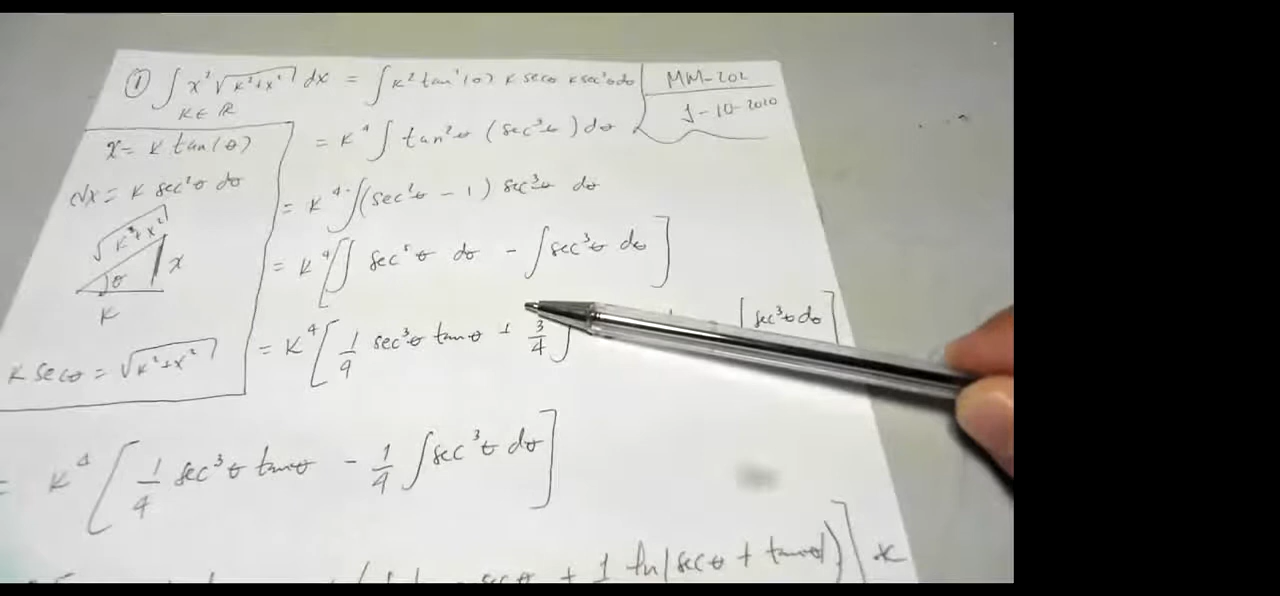 ① ∫ x² √(K²+x²) dx = ∫ K² tan²(θ) K secθ K sec²θ dθ
K ∈ ℝ
MM-202
1-10-2020
x = K tan(θ)
dx = K sec²θ dθ
√(K²+x²)
θ
x
K
K secθ = √(K²+x²)
= K⁴ ∫ tan²θ (sec³θ) dθ
= K⁴ ∫ (sec²θ - 1) sec³θ dθ
= K⁴ [∫ sec⁵θ dθ - ∫ sec³θ dθ]
= K⁴ [1/4 sec³θ tanθ + 3/4 ∫ ∫ sec³θ dθ]
= K⁴ [1/4 sec³θ tanθ - 1/4 ∫ sec³θ dθ]
secθ + 1 ln|secθ + tanθ|)]